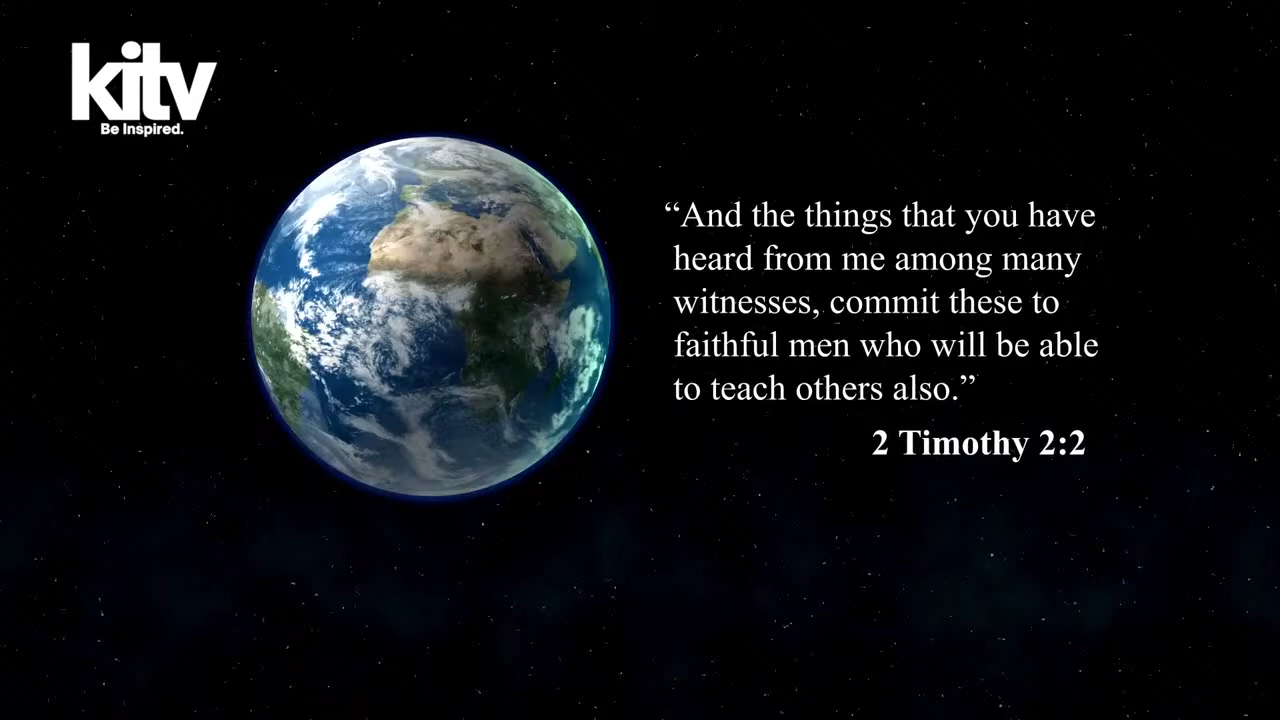 kitv
Be Inspired.
“And the things that you have
heard from me among many
witnesses, commit these to
faithful men who will be able
to teach others also.”
2 Timothy 2:2